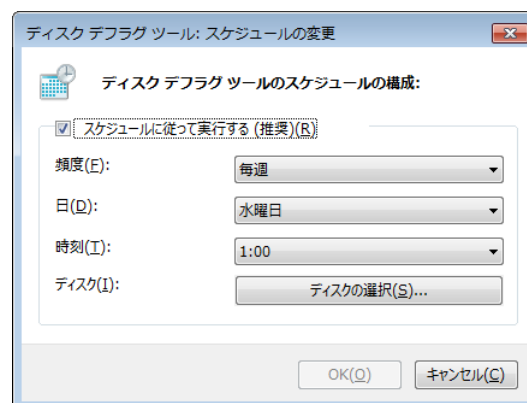 ディスク デフラグ ツール: スケジュールの変更
ディスク デフラグ ツールのスケジュールの構成:
スケジュールに従って実行する (推奨)(R)
頻度(F): 毎週
日(D): 水曜日
時刻(T): 1:00
ディスク(I): ディスクの選択(S)...
OK(O) キャンセル(C)